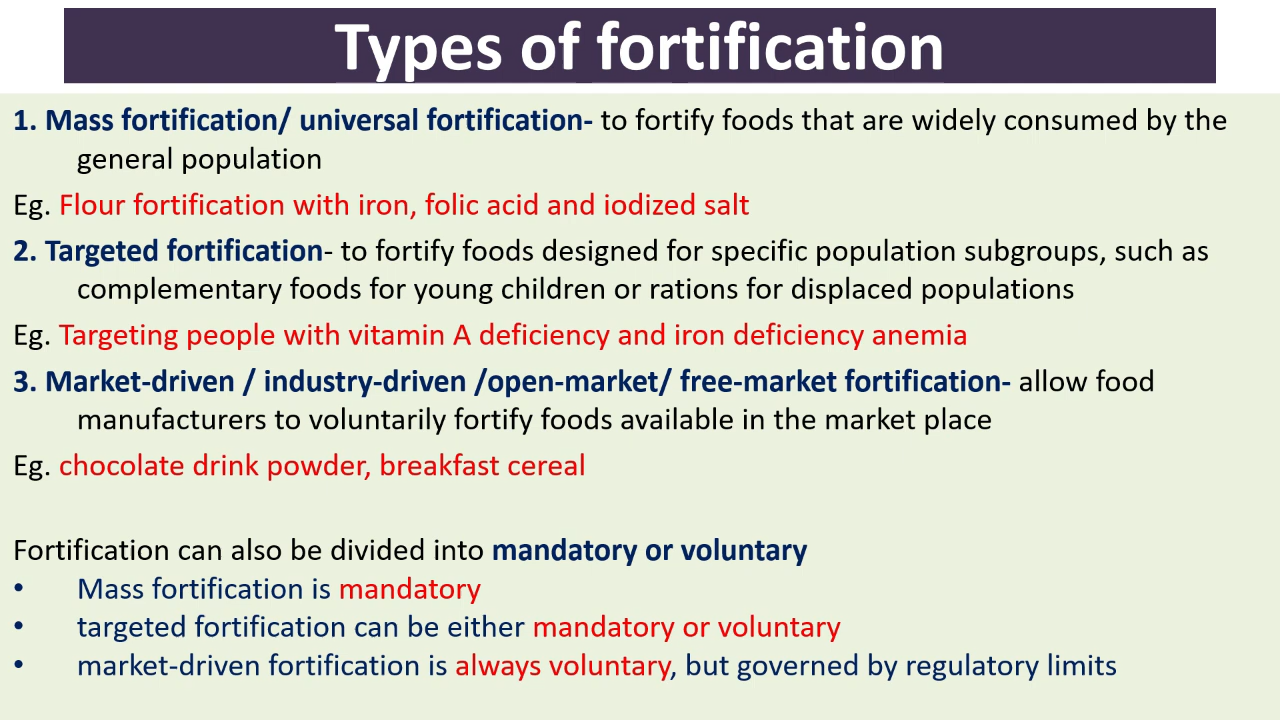 Types of fortification
1. Mass fortification/ universal fortification- to fortify foods that are widely consumed by the
general population
Eg. Flour fortification with iron, folic acid and iodized salt
2. Targeted fortification- to fortify foods designed for specific population subgroups, such as
complementary foods for young children or rations for displaced populations
Eg. Targeting people with vitamin A deficiency and iron deficiency anemia
3. Market-driven / industry-driven /open-market/ free-market fortification- allow food
manufacturers to voluntarily fortify foods available in the market place
Eg. chocolate drink powder, breakfast cereal
Fortification can also be divided into mandatory or voluntary
• Mass fortification is mandatory
• targeted fortification can be either mandatory or voluntary
• market-driven fortification is always voluntary, but governed by regulatory limits